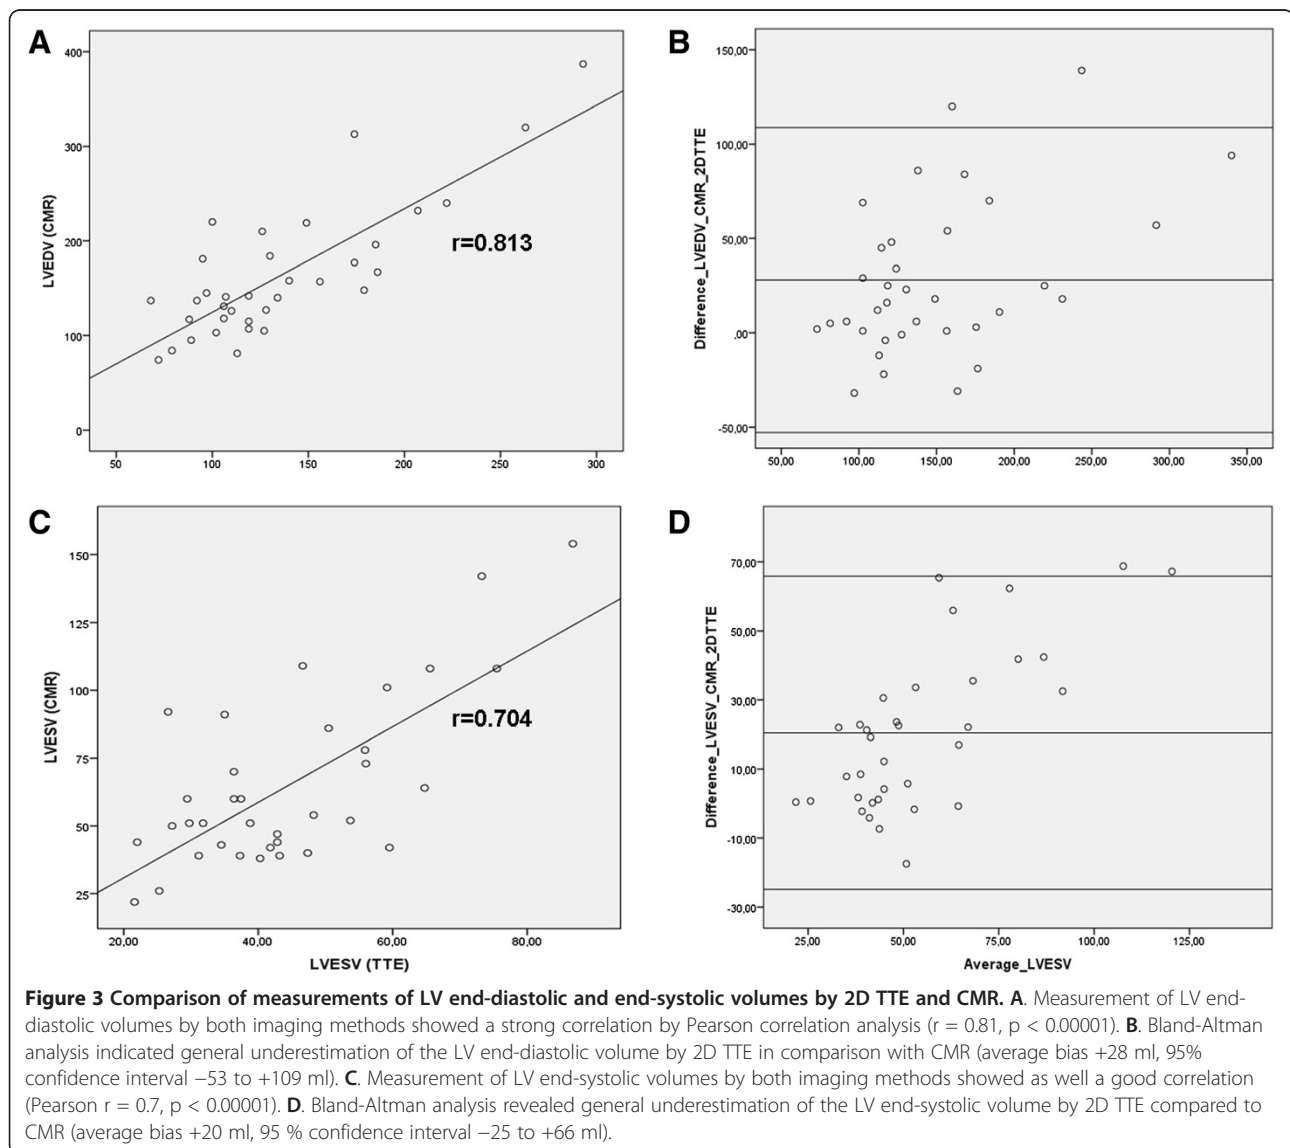 A
LVEDV (CMR)
400
300
200
100
0
r=0.813
50
100
150
200
250
300
B
Difference_LVEDV_CMR_2DTTE
150,00
100,00
50,00
,00
-50,00
50,00
100,00
150,00
200,00
250,00
300,00
350,00
C
LVESV (CMR)
150
125
100
75
50
25
r=0.704
20,00
40,00
60,00
80,00
LVESV (TTE)
D
Difference_LVESV_CMR_2DTTE
70,00
50,00
30,00
10,00
-10,00
-30,00
25,00
50,00
75,00
100,00
125,00
Average_LVESV
Figure 3 Comparison of measurements of LV end-diastolic and end-systolic volumes by 2D TTE and CMR. A. Measurement of LV end-
diastolic volumes by both imaging methods showed a strong correlation by Pearson correlation analysis (r = 0.81, p < 0.00001). B. Bland-Altman
analysis indicated general underestimation of the LV end-diastolic volume by 2D TTE in comparison with CMR (average bias +28 ml, 95%
confidence interval −53 to +109 ml). C. Measurement of LV end-systolic volumes by both imaging methods showed as well a good correlation
(Pearson r = 0.7, p < 0.00001). D. Bland-Altman analysis revealed general underestimation of the LV end-systolic volume by 2D TTE compared to
CMR (average bias +20 ml, 95 % confidence interval −25 to +66 ml).